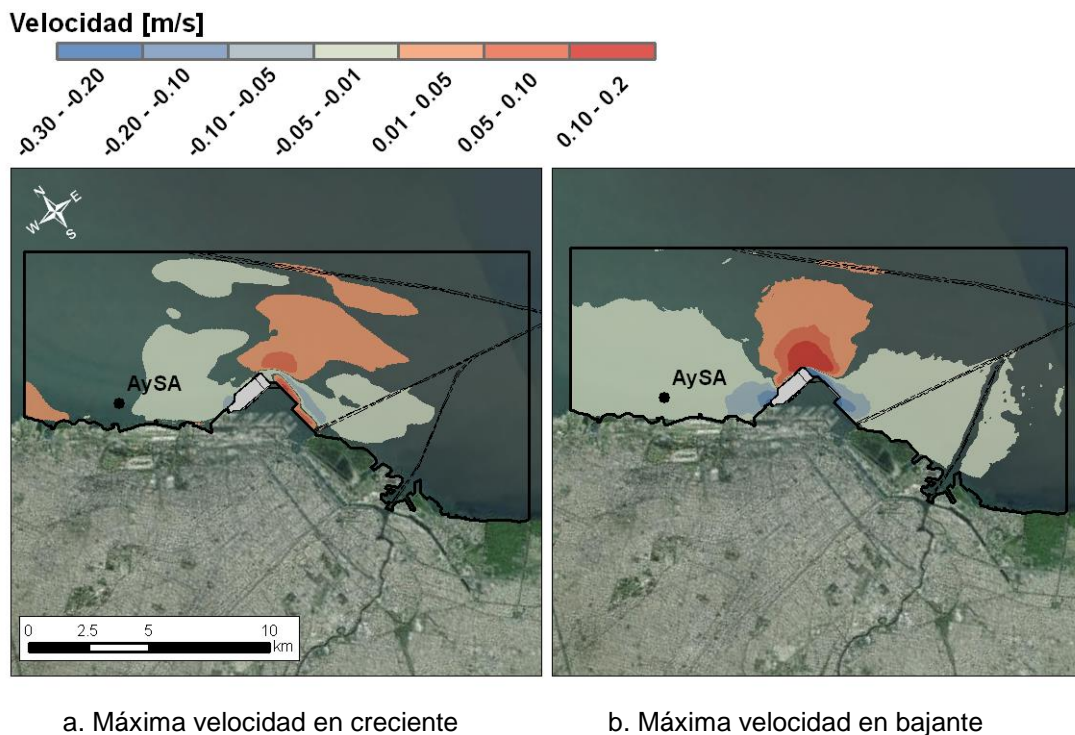 Velocidad [m/s]
-0.30 - -0.20
-0.20 - -0.10
-0.10 - -0.05
-0.05 - -0.01
0.01 - 0.05
0.05 - 0.10
0.10 - 0.2
N
E
W
S
AySA
AySA
0 2.5 5 10
km
a. Máxima velocidad en creciente
b. Máxima velocidad en bajante